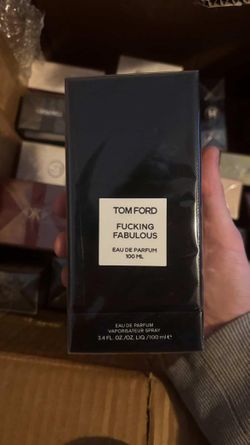 TOM FORD
FUCKING
FABULOUS
EAU DE PARFUM
100 ML
EAU DE PARFUM
VAPORISATEUR SPRAY
3.4 FL. OZ./OZ. LIQ./100 ml e